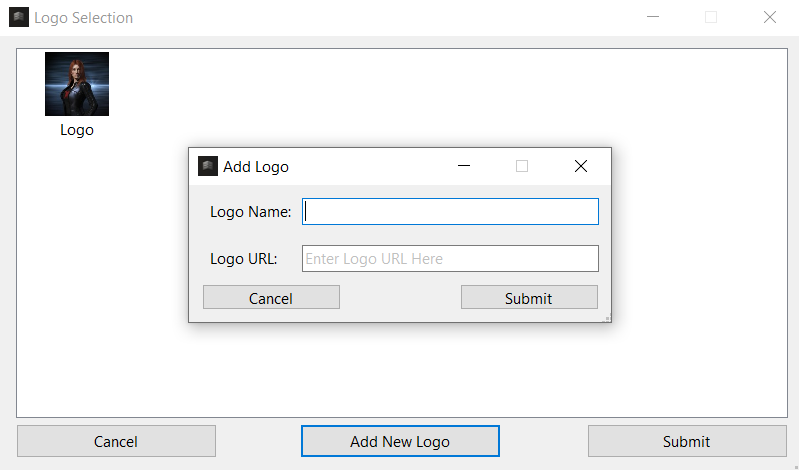 Logo Selection
Logo
Add Logo
Logo Name:
Logo URL:
Enter Logo URL Here
Cancel
Submit
Cancel
Add New Logo
Submit